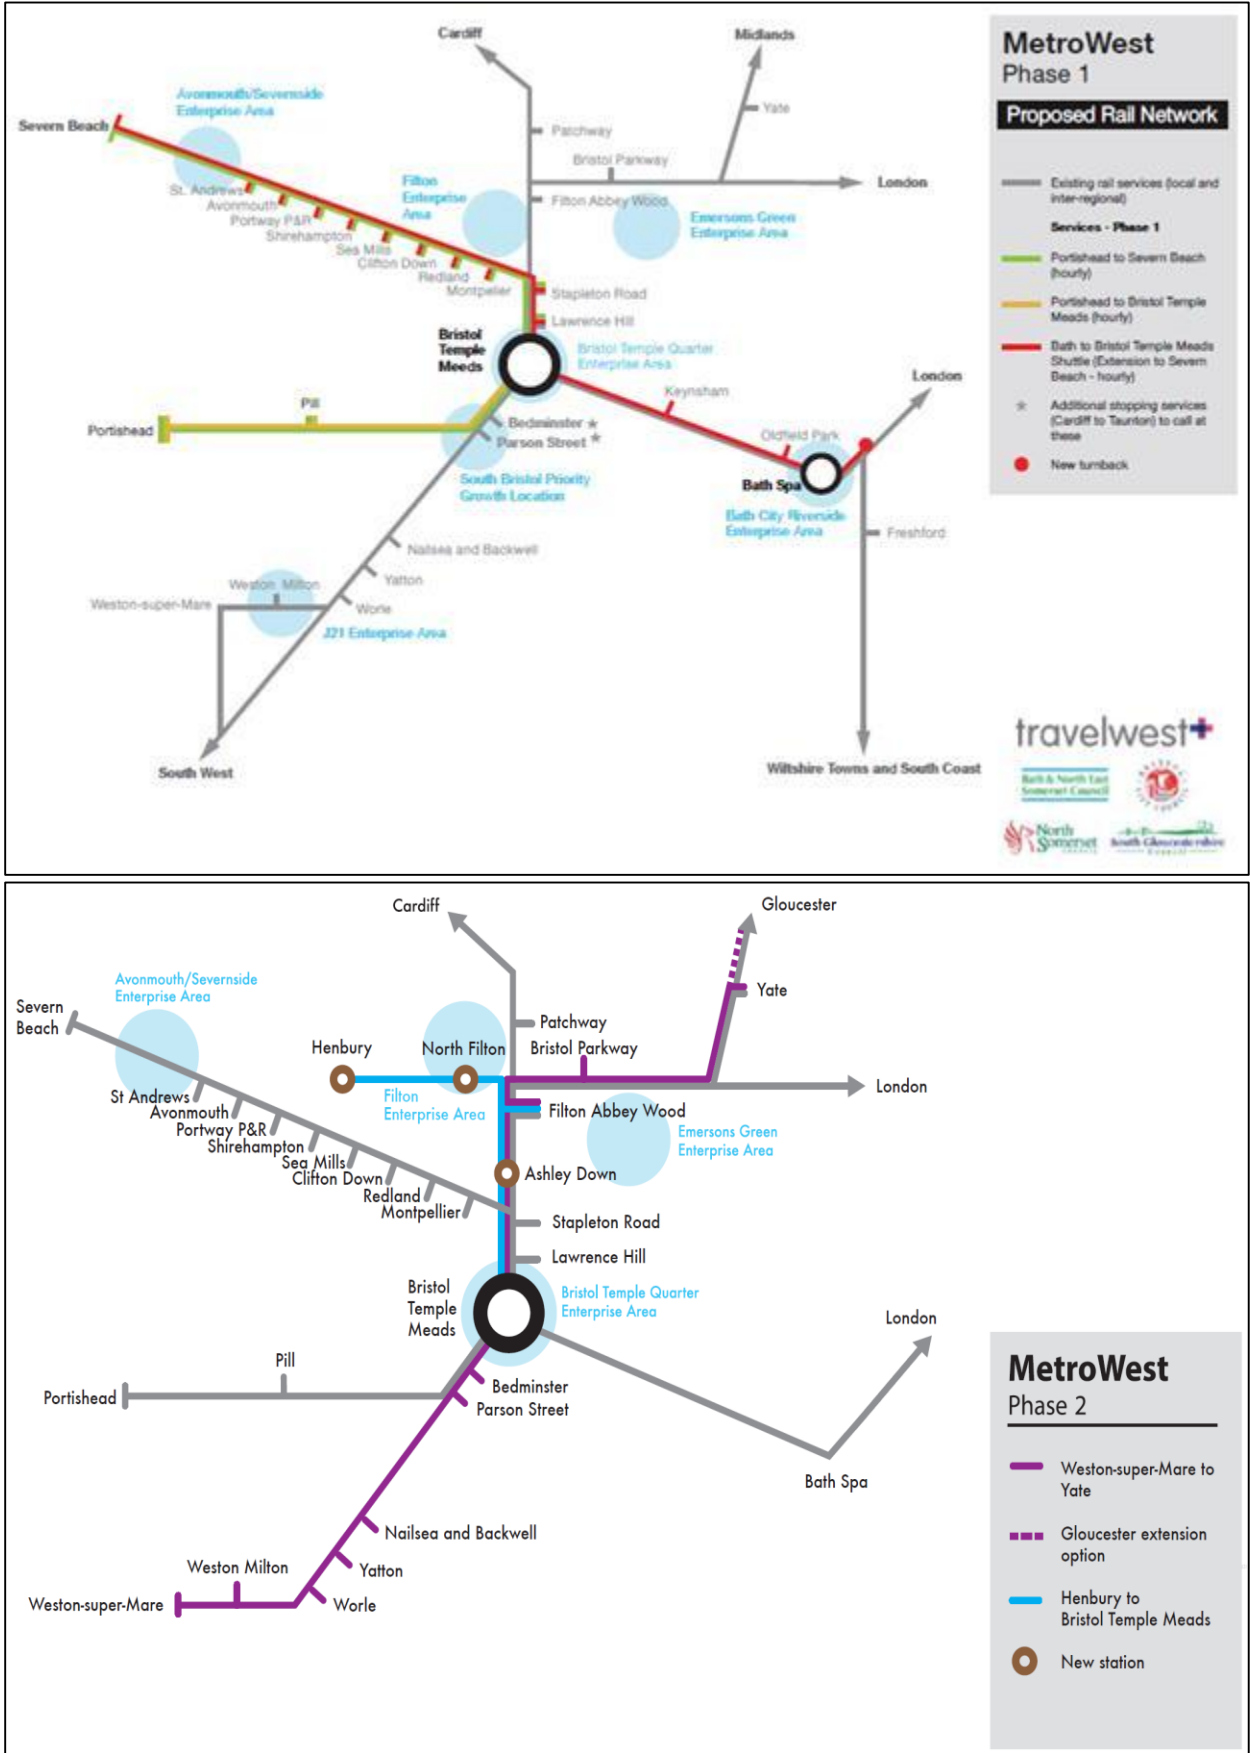 Cardiff
Midlands
MetroWest
Phase 1
Proposed Rail Network
Avonmouth/Severnside
Enterprise Area
Yate
Severn Beach
Patchway
Bristol Parkway
London
Existing rail services (local and
inter-regional)
Services - Phase 1
Portishead to Severn Beach
(hourly)
Portishead to Bristol Temple
Meads (hourly)
Bath to Bristol Temple Meads
Shuttle (Extension to Severn
Beach - hourly)
Additional stopping services
(Cardiff to Taunton) to call at
these
New turnback
Filton
Enterprise
Area
St. Andrews
Avonmouth
Portway P&R
Shirehampton
Sea Mills
Clifton Down
Redland
Montpelier
Filton Abbey Wood
Emersons Green
Enterprise Area
Stapleton Road
Lawrence Hill
Bristol
Temple
Meeds
Bristol Temple Quarter
Enterprise Area
Keynsham
London
Pill
Portishead
Bedminster
Parson Street
Oldfield Park
Bath Spa
South Bristol Priority
Growth Location
Bath City Riverside
Enterprise Area
Freshford
Nailsea and Backwell
Yatton
Weston Milton
Weston-super-Mare
Worle
J21 Enterprise Area
South West
Wiltshire Towns and South Coast
travelwest+
Bath & North East
Somerset Council
North
Somerset
South Gloucestershire
Council
Cardiff
Gloucester
Avonmouth/Severnside
Enterprise Area
Yate
Severn
Beach
Patchway
Henbury
North Filton
Bristol Parkway
London
St Andrews
Avonmouth
Portway P&R
Shirehampton
Sea Mills
Clifton Down
Redland
Montpellier
Filton
Enterprise Area
Filton Abbey Wood
Emersons Green
Enterprise Area
Ashley Down
Stapleton Road
Lawrence Hill
Bristol
Temple
Meads
Bristol Temple Quarter
Enterprise Area
London
Pill
Portishead
Bedminster
Parson Street
Bath Spa
Nailsea and Backwell
Weston Milton
Yatton
Weston-super-Mare
Worle
MetroWest
Phase 2
Weston-super-Mare to
Yate
Gloucester extension
option
Henbury to
Bristol Temple Meads
New station